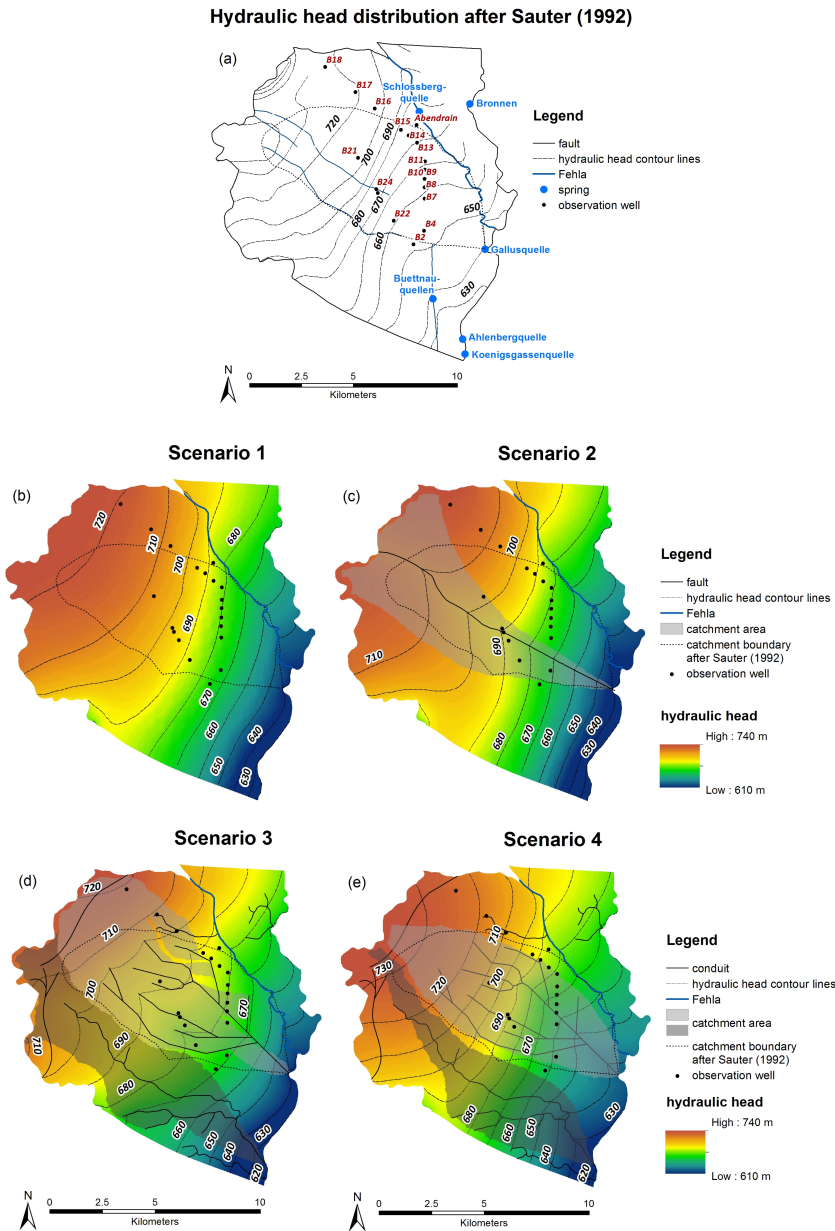 Hydraulic head distribution after Sauter (1992)
(a)
B18
B17
B16
Schlossberg-
quelle
Abendrain
Bronnen
B15
B14
B13
720
690
700
B21
B11
B10
B9
B8
B7
B24
670
680
660
B22
B4
B2
650
Gallusquelle
Buettnau-
quellen
630
Ahlenbergquelle
Koenigsgassenquelle
Legend
fault
hydraulic head contour lines
Fehla
spring
observation well
N
0
2.5
5
10
Kilometers
Scenario 1
(b)
720
710
700
680
690
670
660
640
650
630
Scenario 2
(c)
700
690
710
680
670
660
650
640
630
Legend
fault
hydraulic head contour lines
Fehla
catchment area
catchment boundary
after Sauter (1992)
observation well
hydraulic head
High : 740 m
Low : 610 m
Scenario 3
(d)
720
710
700
670
690
710
680
660
650
640
630
620
Scenario 4
(e)
710
730
720
700
690
670
680
660
650
640
630
620
Legend
conduit
hydraulic head contour lines
Fehla
catchment area
catchment boundary
after Sauter (1992)
observation well
hydraulic head
High : 740 m
Low : 610 m
N
0
2.5
5
10
Kilometers
N
0
2.5
5
10
Kilometers